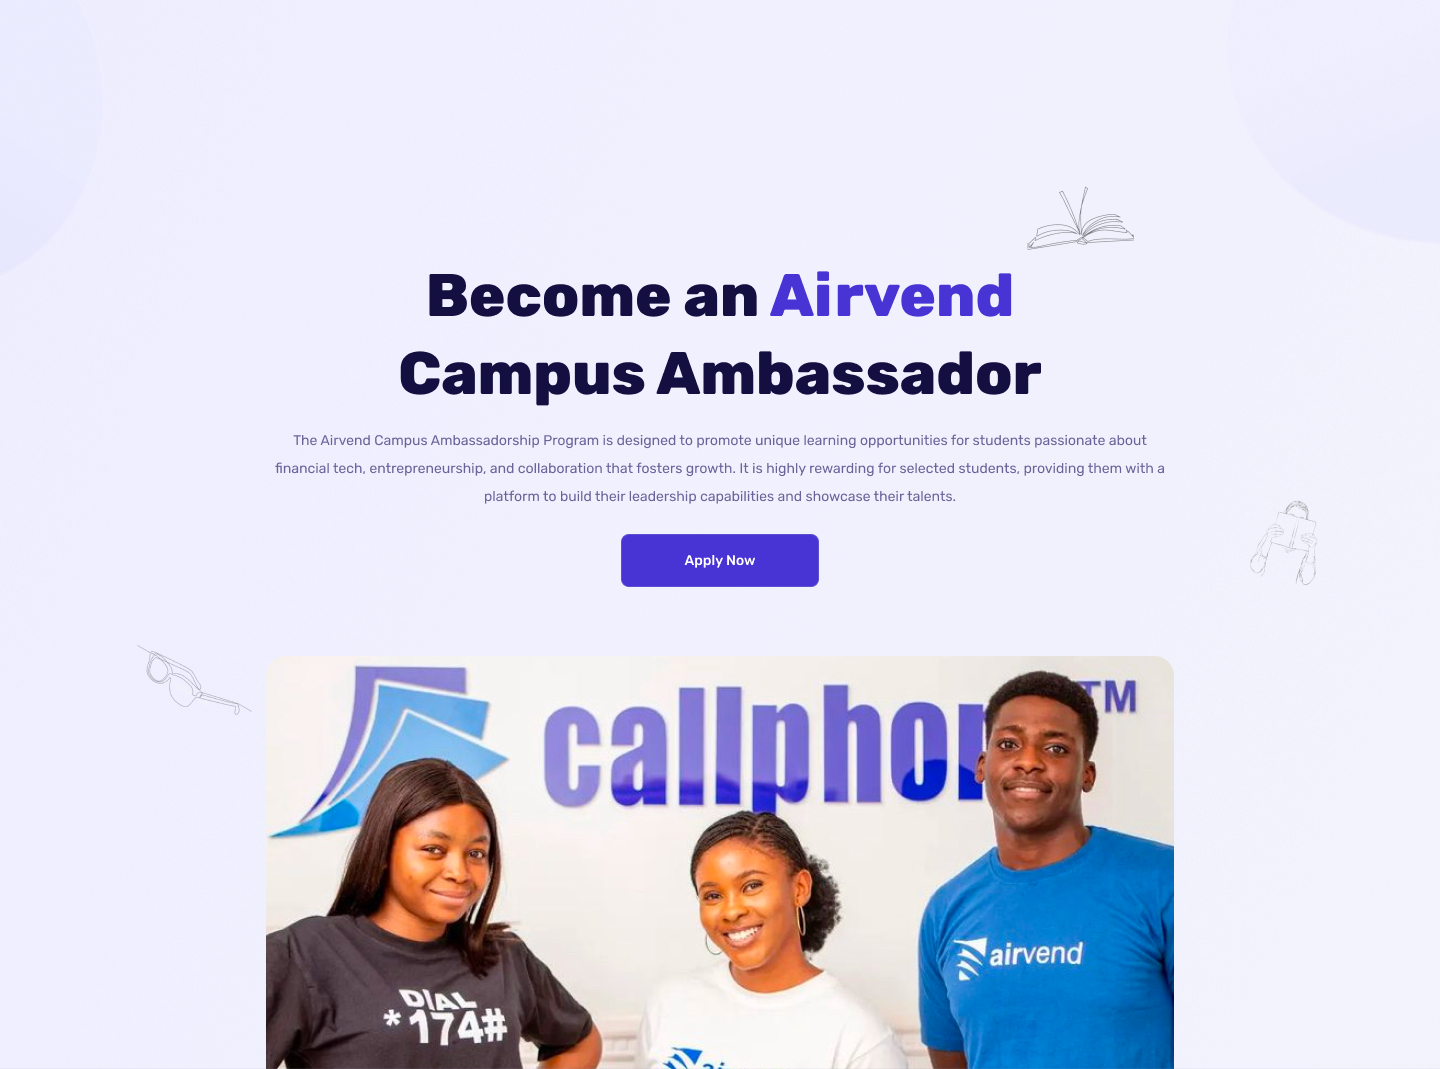 Become an Airvend
Campus Ambassador
The Airvend Campus Ambassadorship Program is designed to promote unique learning opportunities for students passionate about
financial tech, entrepreneurship, and collaboration that fosters growth. It is highly rewarding for selected students, providing them with a
platform to build their leadership capabilities and showcase their talents.
Apply Now
TM
airvend
DIAL
*174#